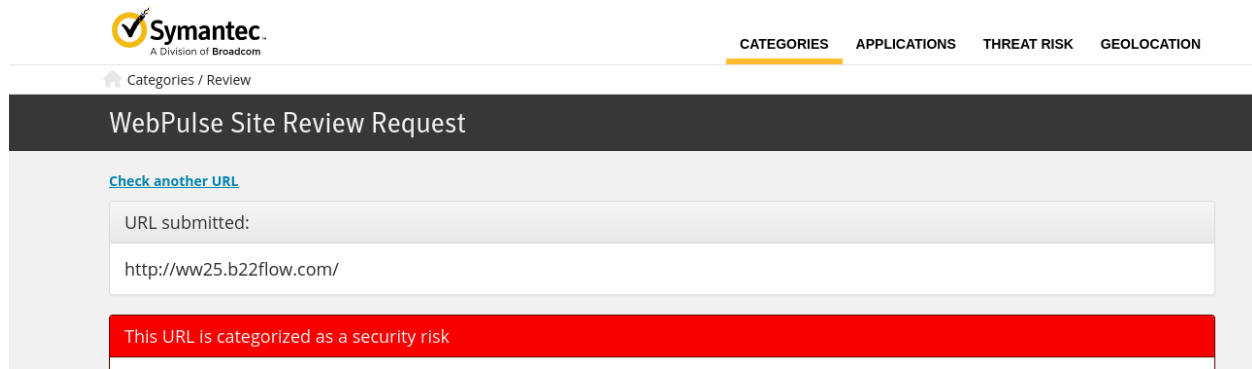 Symantec™
A Division of Broadcom
CATEGORIES APPLICATIONS THREAT RISK GEOLOCATION
Categories / Review
WebPulse Site Review Request
Check another URL
URL submitted:
http://ww25.b22flow.com/
This URL is categorized as a security risk